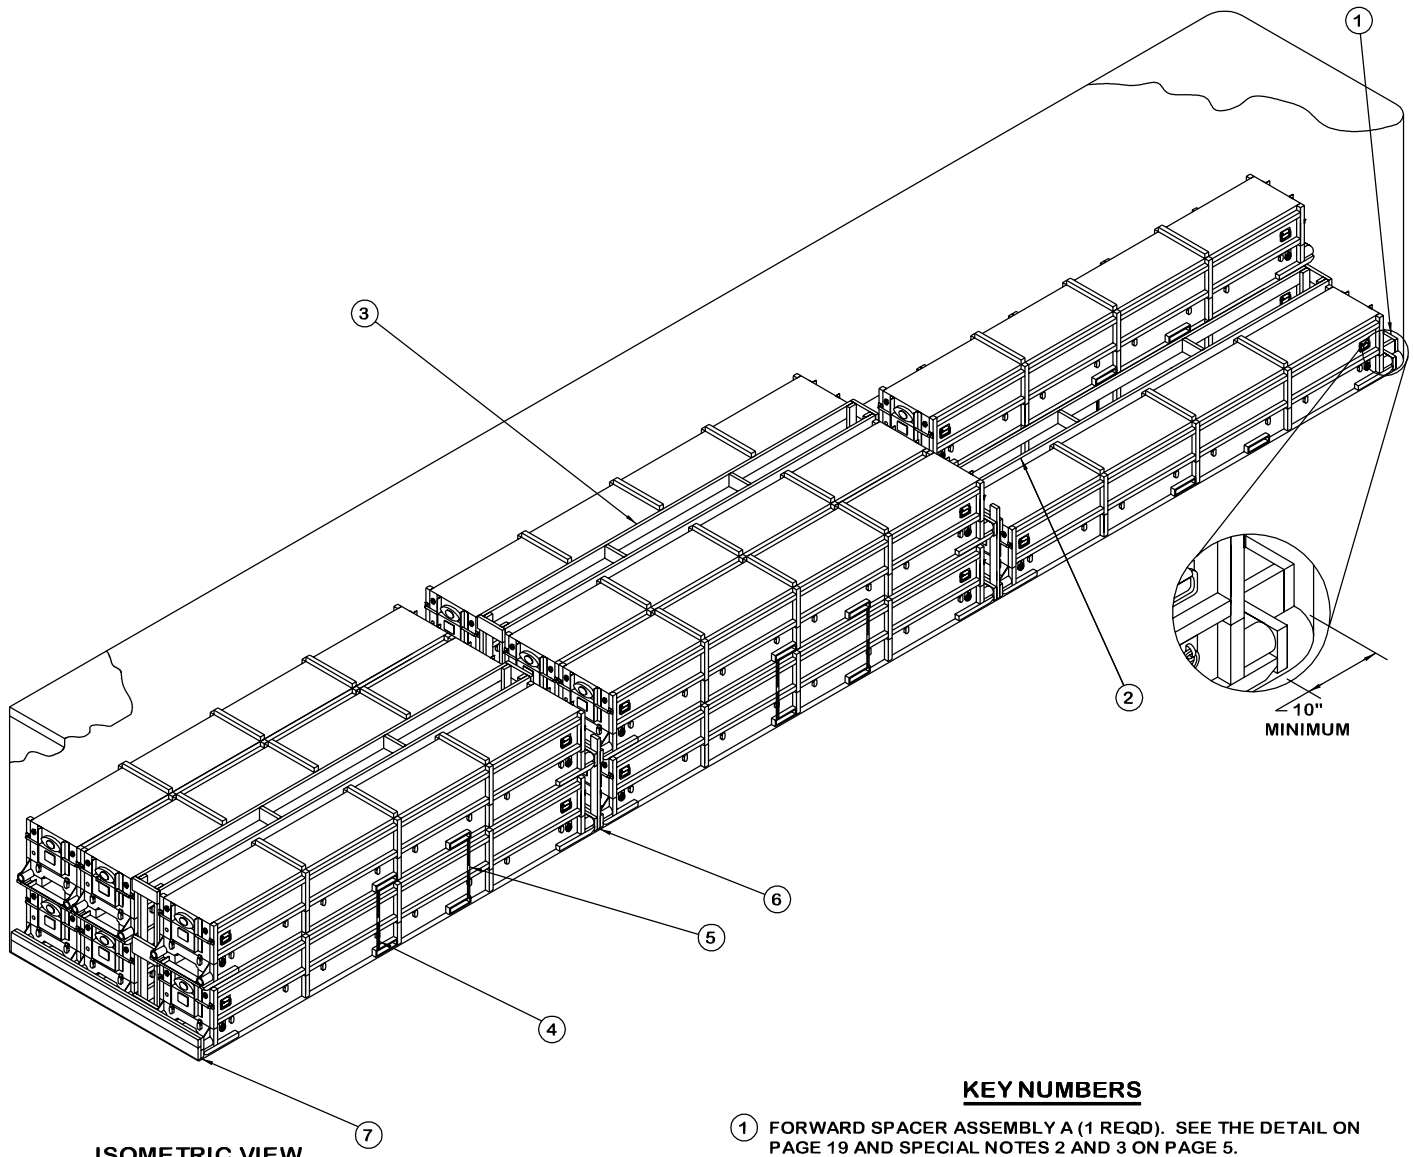 1
3
2
10"
MINIMUM
6
5
4
7
KEY NUMBERS
1 FORWARD SPACER ASSEMBLY A (1 REQD). SEE THE DETAIL ON
PAGE 19 AND SPECIAL NOTES 2 AND 3 ON PAGE 5.
ISOMETRIC VIEW